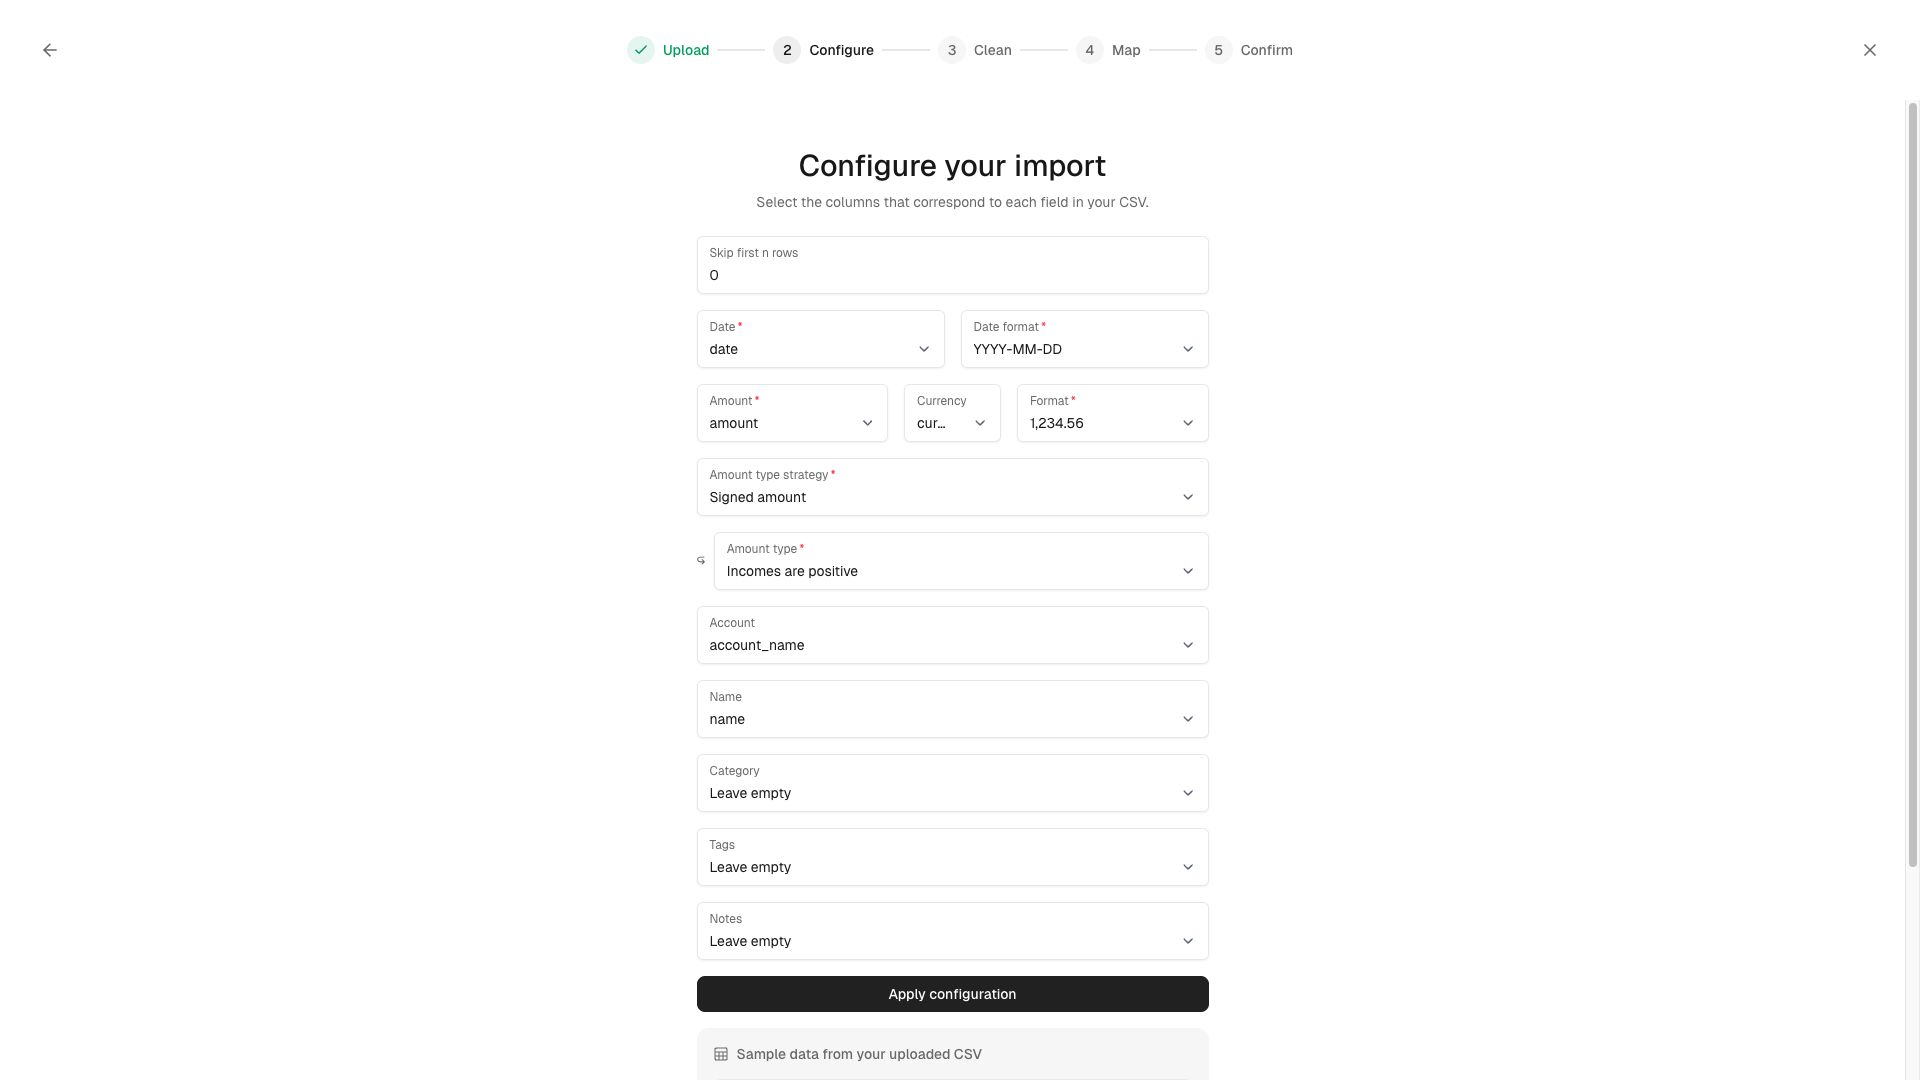 Upload
2 Configure
3 Clean
4 Map
5 Confirm
Configure your import
Select the columns that correspond to each field in your CSV.
Skip first n rows
0
Date*
date
Date format*
YYYY-MM-DD
Amount*
amount
Currency
cur...
Format*
1,234.56
Amount type strategy*
Signed amount
Amount type*
Incomes are positive
Account
account_name
Name
name
Category
Leave empty
Tags
Leave empty
Notes
Leave empty
Apply configuration
Sample data from your uploaded CSV